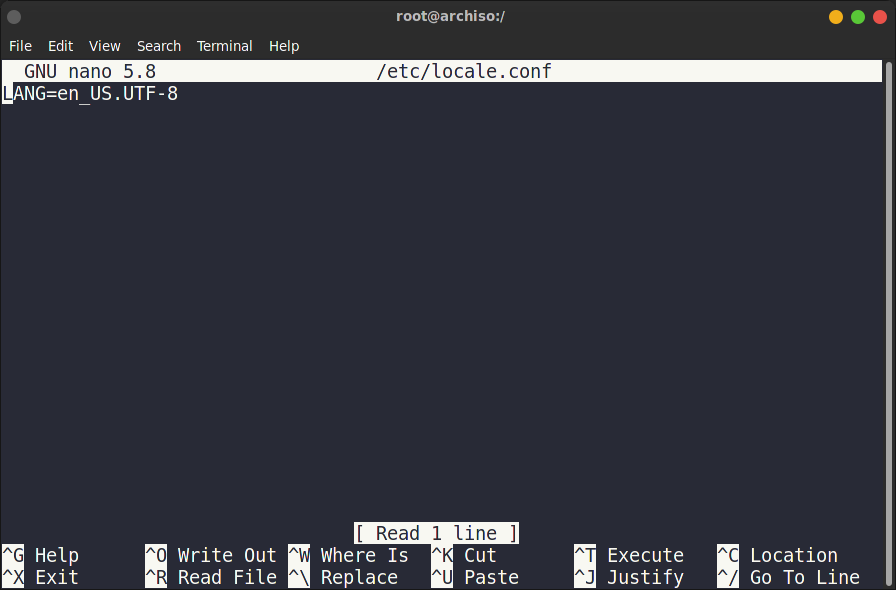 root@archiso:/
File Edit View Search Terminal Help
GNU nano 5.8 /etc/locale.conf
LANG=en_US.UTF-8
[ Read 1 line ]
^G Help ^O Write Out ^W Where Is ^K Cut ^T Execute ^C Location
^X Exit ^R Read File ^\ Replace ^U Paste ^J Justify ^/ Go To Line